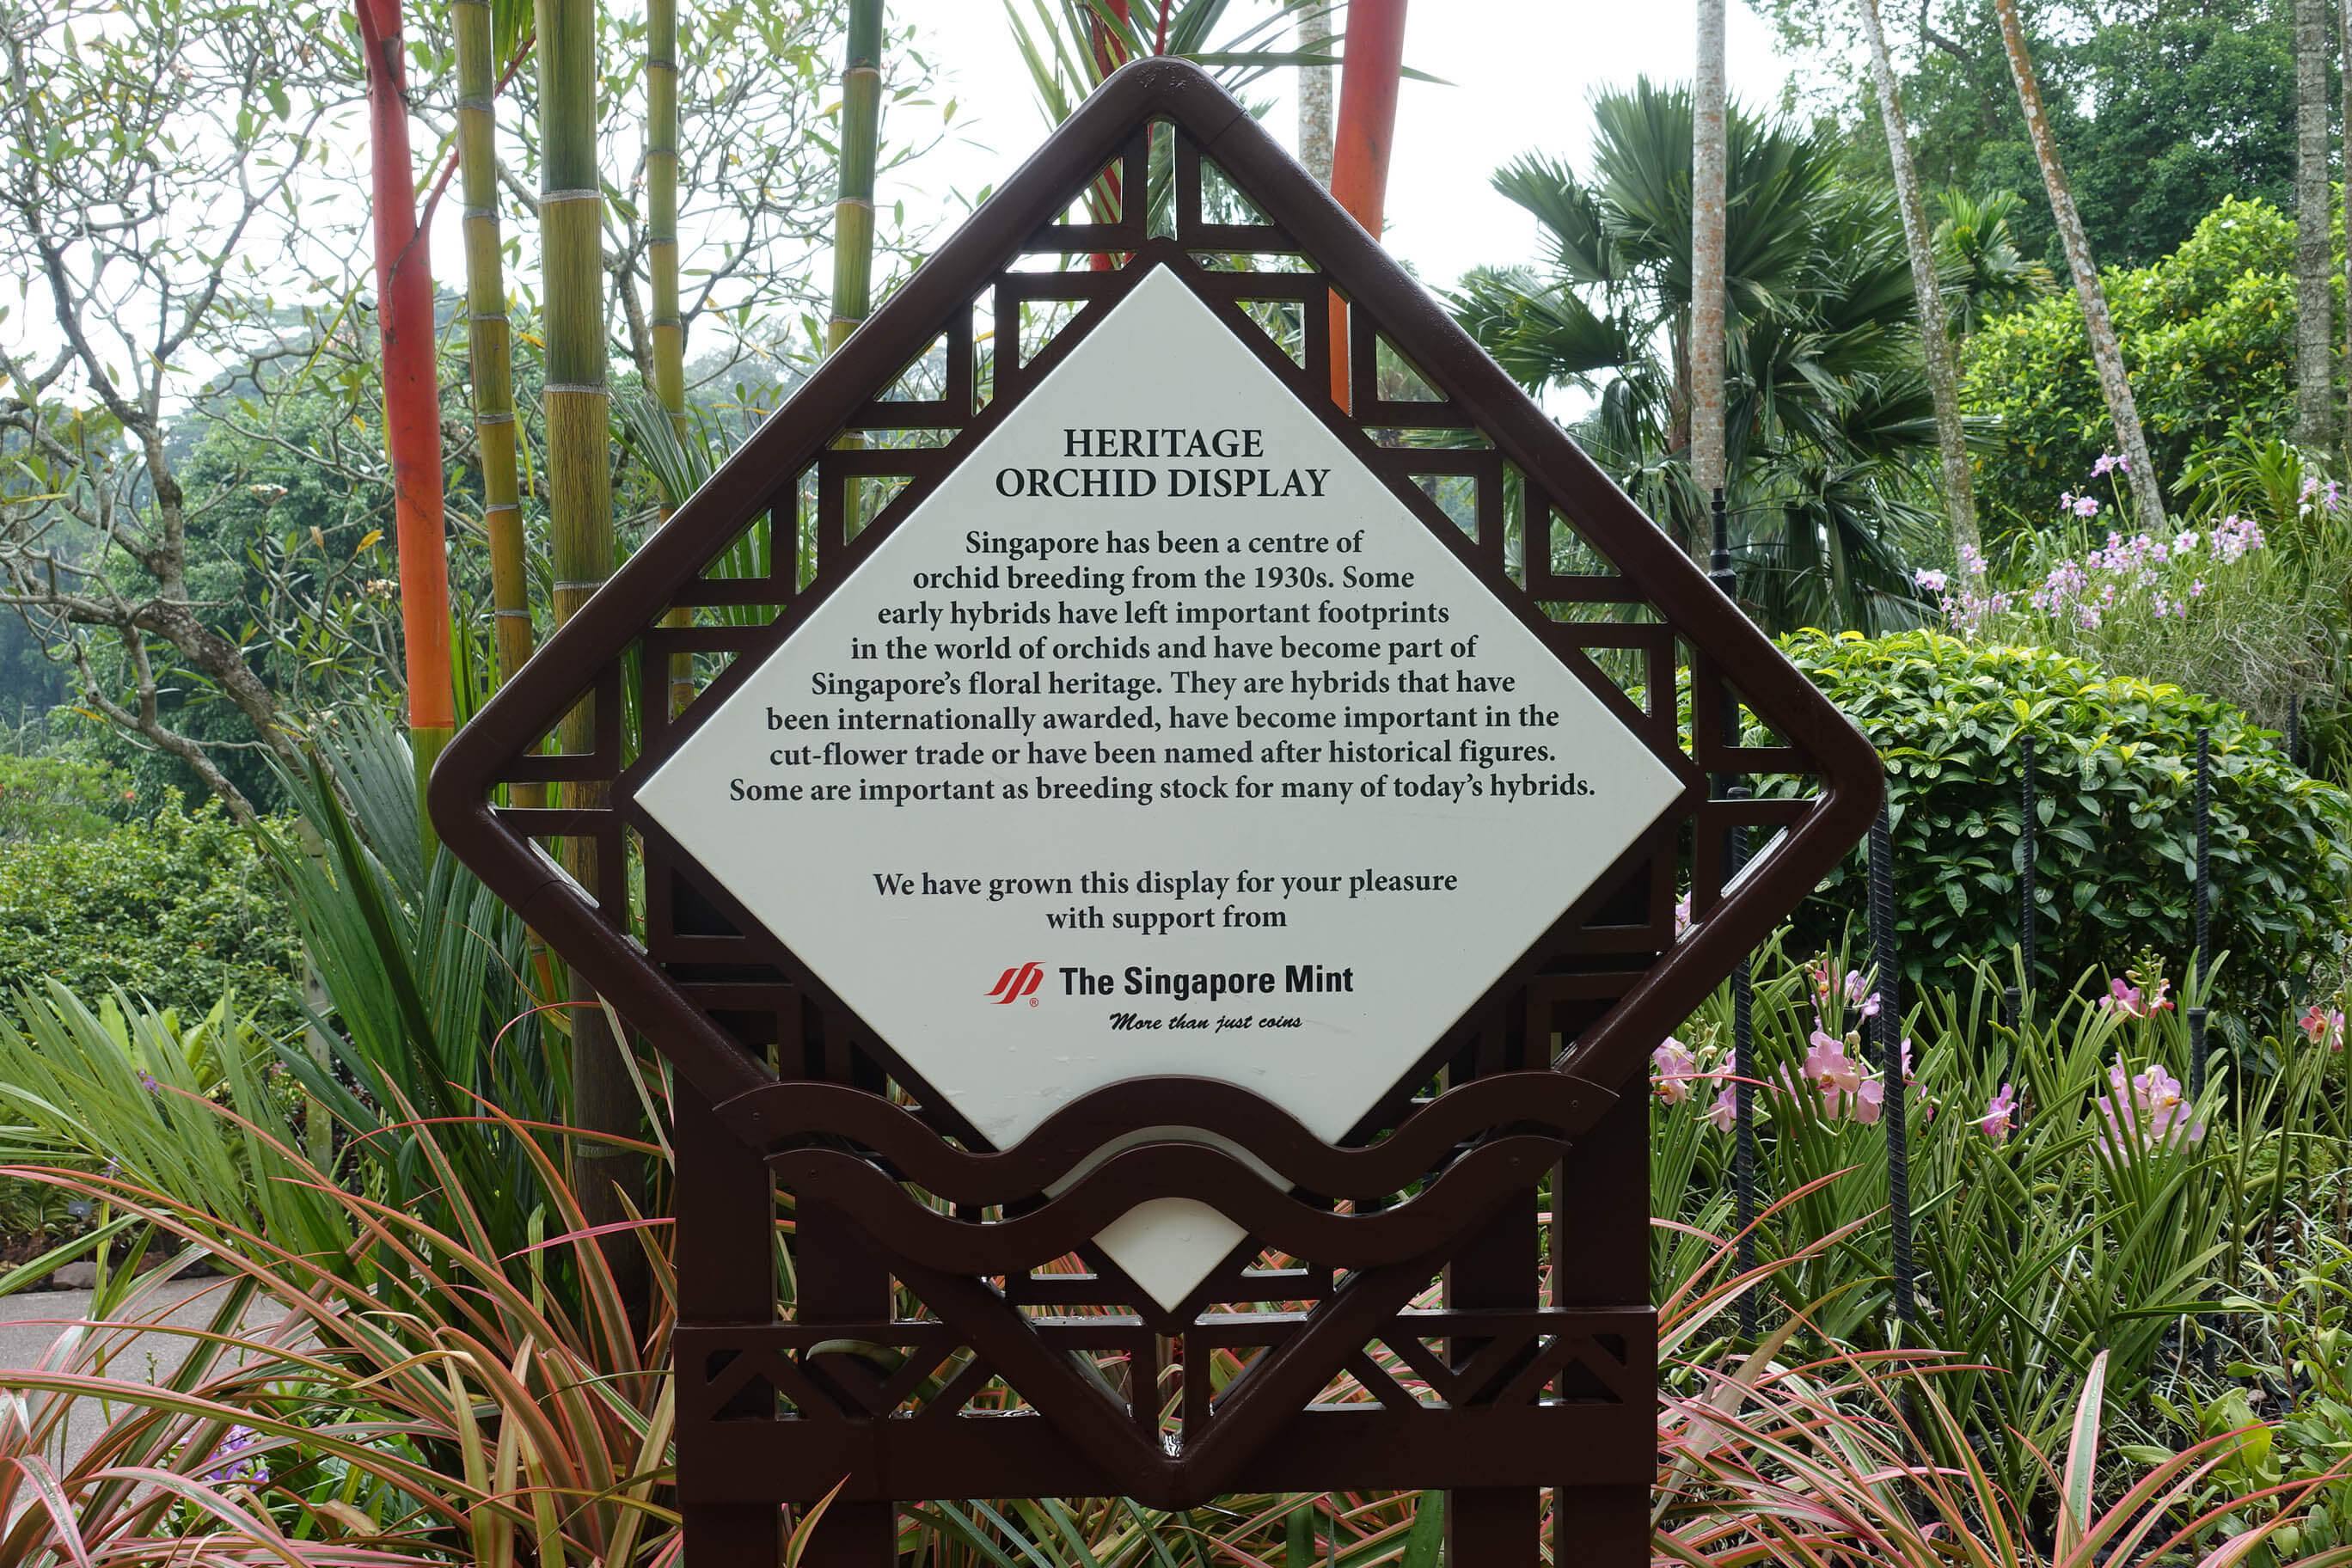 HERITAGE
ORCHID DISPLAY
Singapore has been a centre of
orchid breeding from the 1930s. Some
early hybrids have left important footprints
in the world of orchids and have become part of
Singapore’s floral heritage. They are hybrids that have
been internationally awarded, have become important in the
cut-flower trade or have been named after historical figures.
Some are important as breeding stock for many of today’s hybrids.
We have grown this display for your pleasure
with support from
® The Singapore Mint
More than just coins